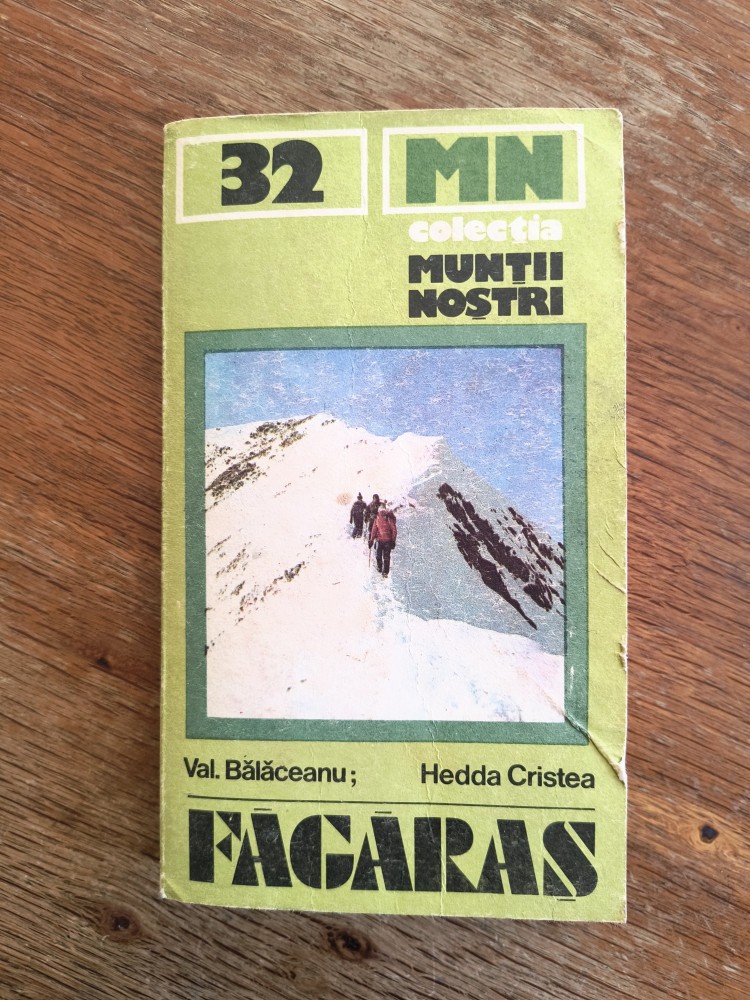 32
MN
colecția
MUNȚII
NOȘTRI
Val. Bălăceanu; Hedda Cristea
FĂGĂRAȘ